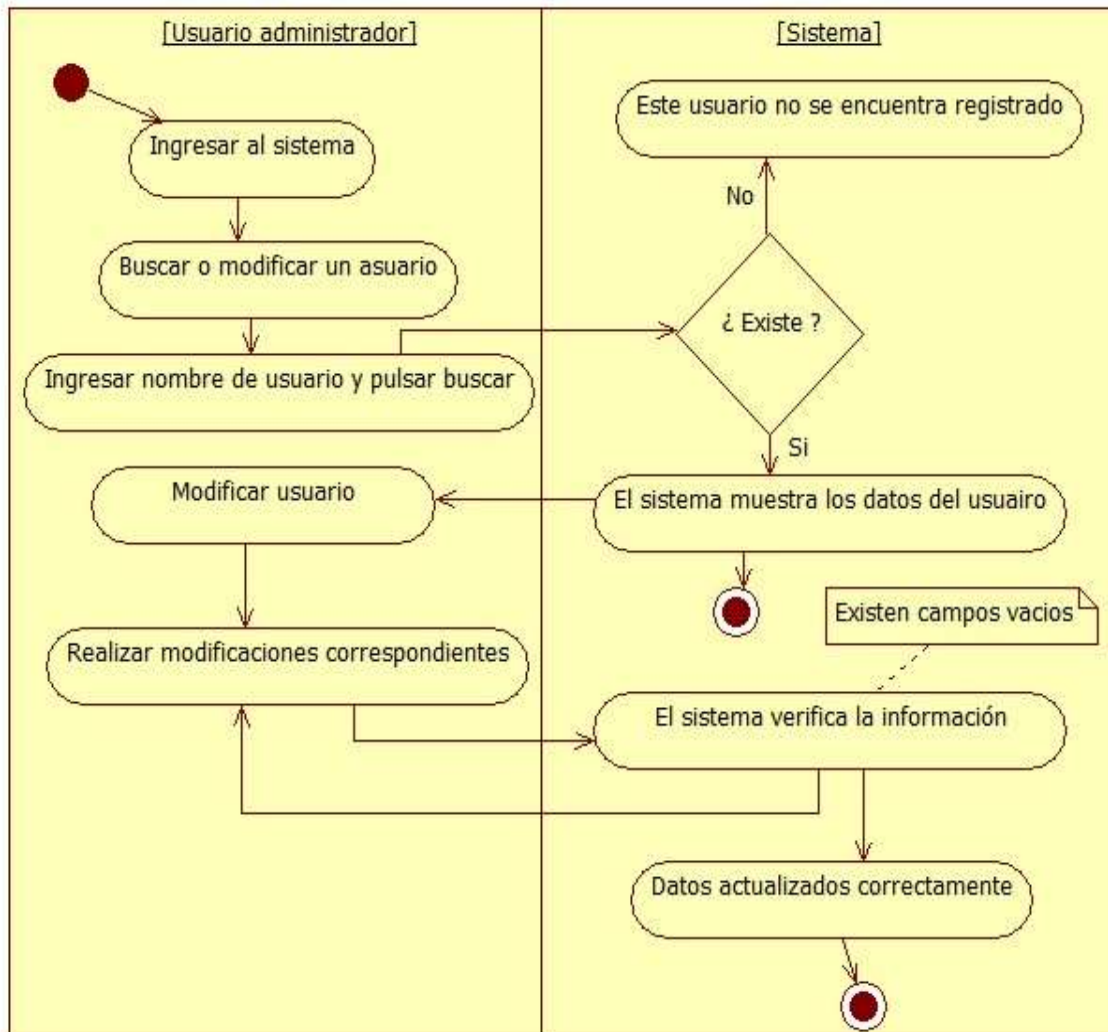 [Usuario administrador]
[Sistema]
Ingresar al sistema
Este usuario no se encuentra registrado
No
Buscar o modificar un asuario
¿ Existe ?
Ingresar nombre de usuario y pulsar buscar
Si
Modificar usuario
El sistema muestra los datos del usuairo
Existen campos vacios
Realizar modificaciones correspondientes
El sistema verifica la información
Datos actualizados correctamente